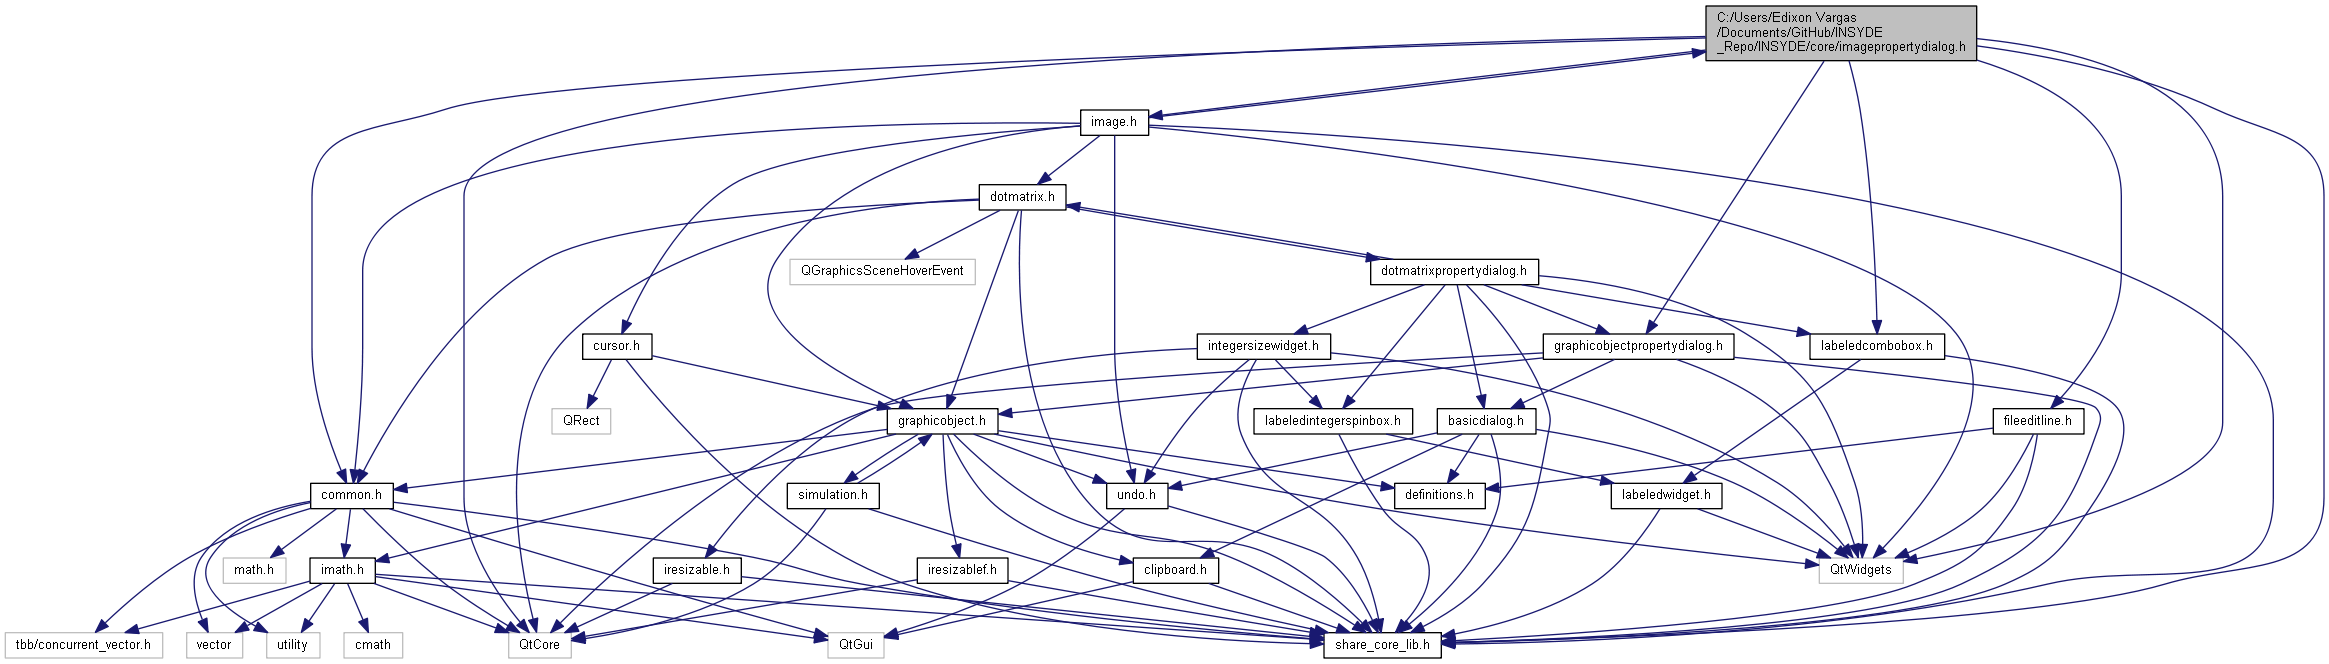 C:/Users/Edixon Vargas
/Documents/GitHub/INSYDE
_Repo/INSYDE/core/imagepropertydialog.h
image.h
dotmatrix.h
QGraphicsSceneHoverEvent
dotmatrixpropertydialog.h
cursor.h
integersizewidget.h
graphicobjectpropertydialog.h
labeledcombobox.h
QRect
graphicobject.h
labeledintegerspinbox.h
basicdialog.h
fileeditline.h
common.h
simulation.h
undo.h
definitions.h
labeledwidget.h
math.h
imath.h
iresizable.h
iresizablef.h
clipboard.h
QtWidgets
tbb/concurrent_vector.h
vector
utility
cmath
QtCore
QtGui
share_core_lib.h